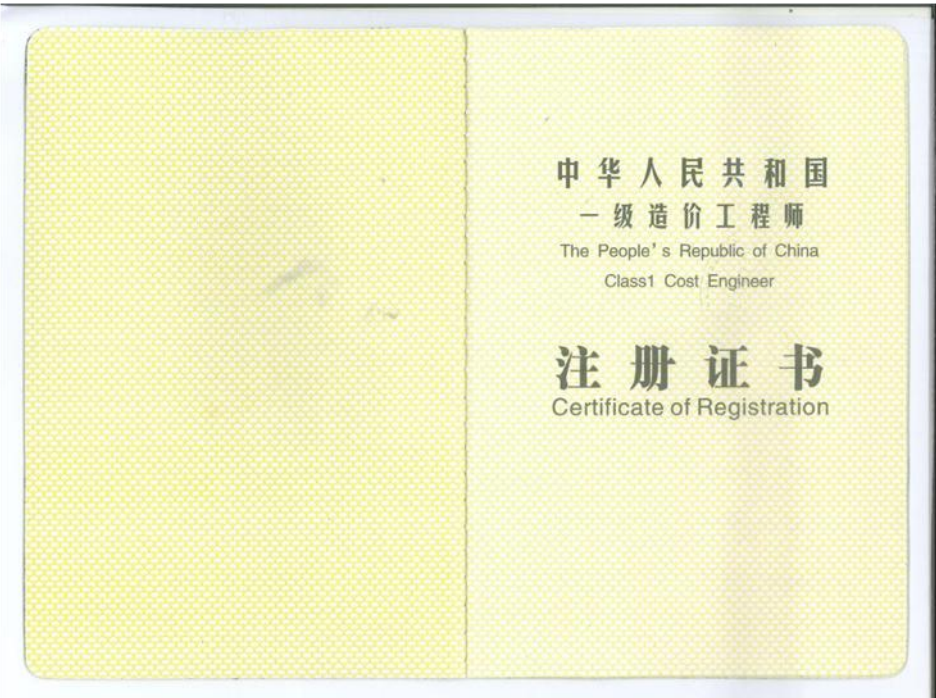 中华人民共和国
一级造价工程师
The People's Republic of China
Class1 Cost Engineer
注册证书
Certificate of Registration